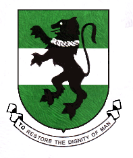 TO RESTORE THE DIGNITY OF MAN